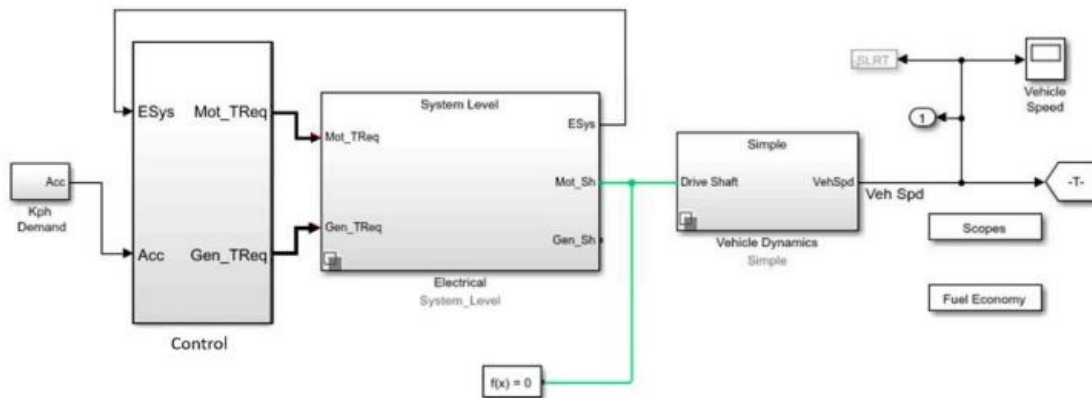 System Level
ESys
Mot_TReq
Mot_TReq
ESys
Acc
Kph
Demand
Mot_Sh
Acc
Gen_TReq
Gen_TReq
Gen_Sh
Control
Electrical
System_Level
f(x) = 0
Simple
Drive Shaft
VehSpd
Vehicle Dynamics
Simple
Veh Spd
SLRT
Vehicle
Speed
1
-T-
Scopes
Fuel Economy